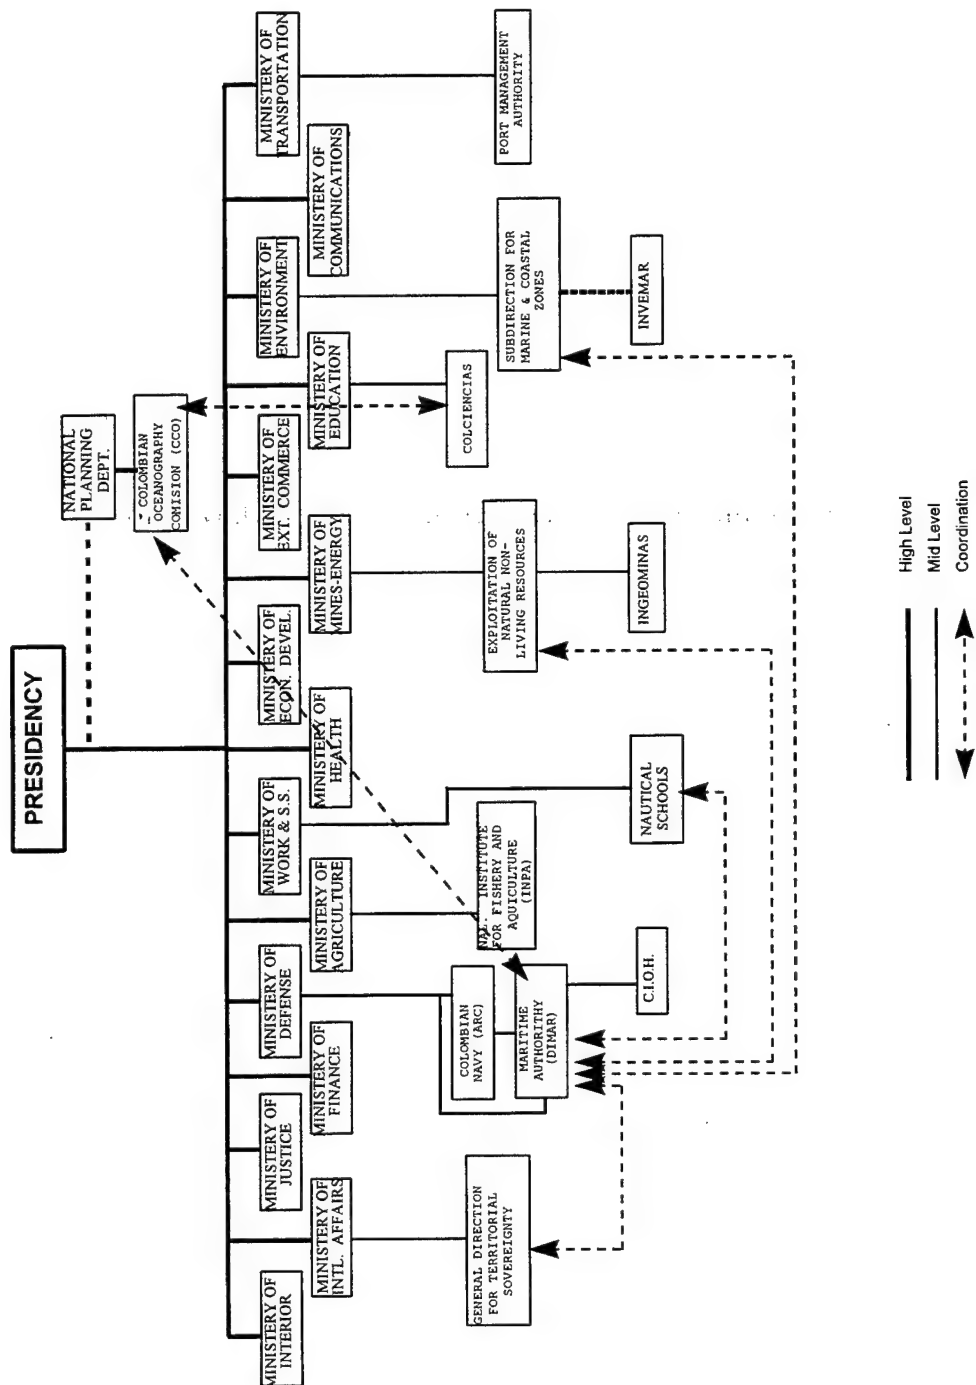 PRESIDENCY
NATIONAL
PLANNING
DEPT.
COLOMBIAN
OCEANOGRAPHY
COMISION (CCO)
MINISTERY OF
INTERIOR
MINISTERY OF
INTL. AFFAIRS
MINISTERY OF
JUSTICE
MINISTERY OF
FINANCE
MINISTERY OF
DEFENSE
MINISTERY OF
AGRICULTURE
MINISTERY OF
WORK & S.S.
MINISTERY OF
HEALTH
MINISTERY OF
ECON. DEVEL.
MINISTERY OF
MINES-ENERGY
MINISTERY OF
EXT. COMMERCE
MINISTERY OF
EDUCATION
MINISTERY OF
ENVIRONMENT
MINISTERY OF
COMMUNICATIONS
MINISTERY OF
TRANSPORTATION
GENERAL DIRECTION
FOR TERRITORIAL
SOVEREIGNTY
COLOMBIAN
NAVY (ARC)
MARITIME
AUTHORITHY
(DIMAR)
NAL. INSTITUTE
FOR FISHERY AND
AQUICULTURE
(INPA)
EXPLOITATION OF
NATURAL NON-
LIVING RESOURCES
COLCIENCIAS
SUBDIRECTION FOR
MARINE & COASTAL
ZONES
PORT MANAGEMENT
AUTHORITY
C.I.O.H.
NAUTICAL
SCHOOLS
INGEOMINAS
INVEMAR
High Level
Mid Level
Coordination